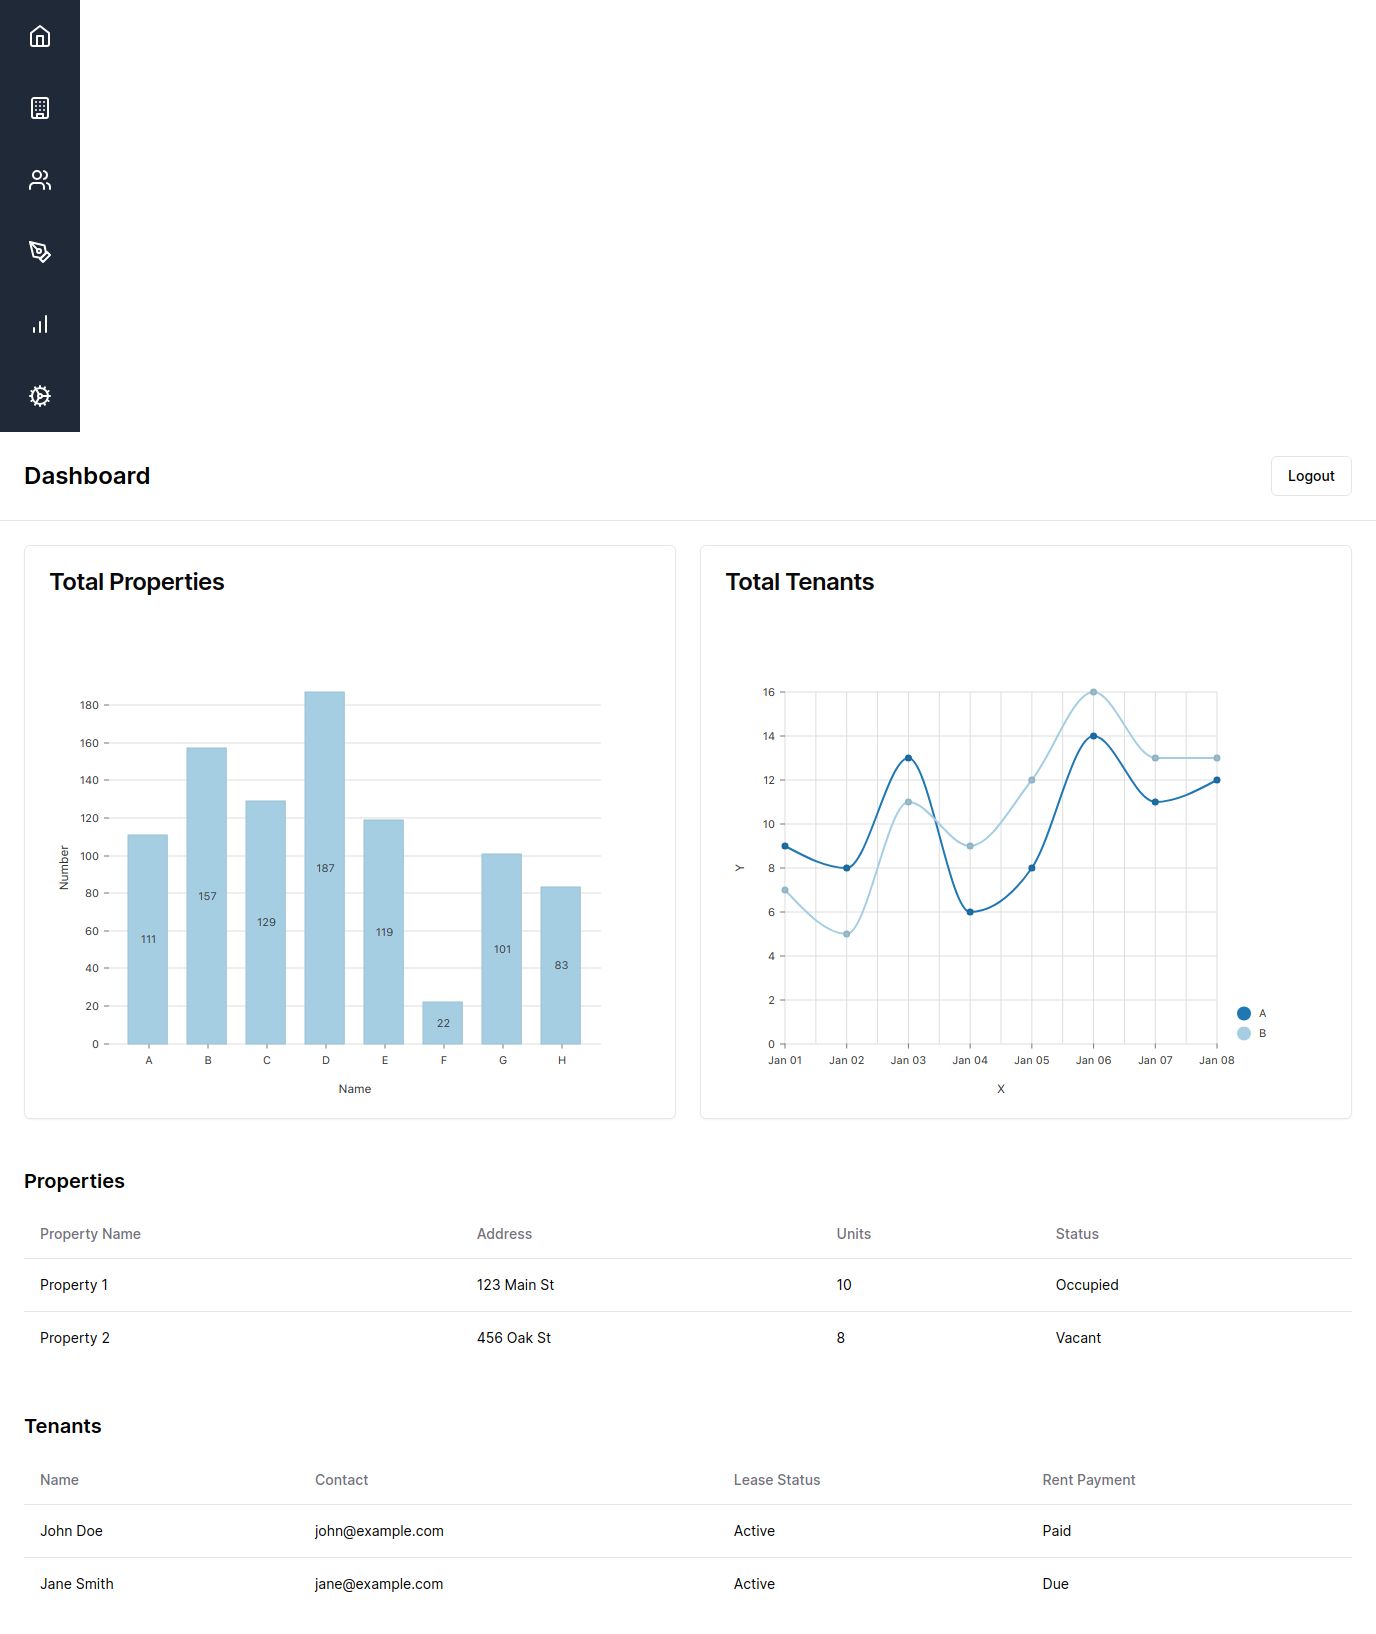 Dashboard
Logout
Total Properties
180
160
140
120
100
80
60
40
20
0
Number
111
157
129
187
119
22
101
83
A B C D E F G H
Name
Total Tenants
16
14
12
10
8
6
4
2
0
Y
Jan 01 Jan 02 Jan 03 Jan 04 Jan 05 Jan 06 Jan 07 Jan 08
X
A
B
Properties
Property Name Address Units Status
Property 1 123 Main St 10 Occupied
Property 2 456 Oak St 8 Vacant
Tenants
Name Contact Lease Status Rent Payment
John Doe john@example.com Active Paid
Jane Smith jane@example.com Active Due